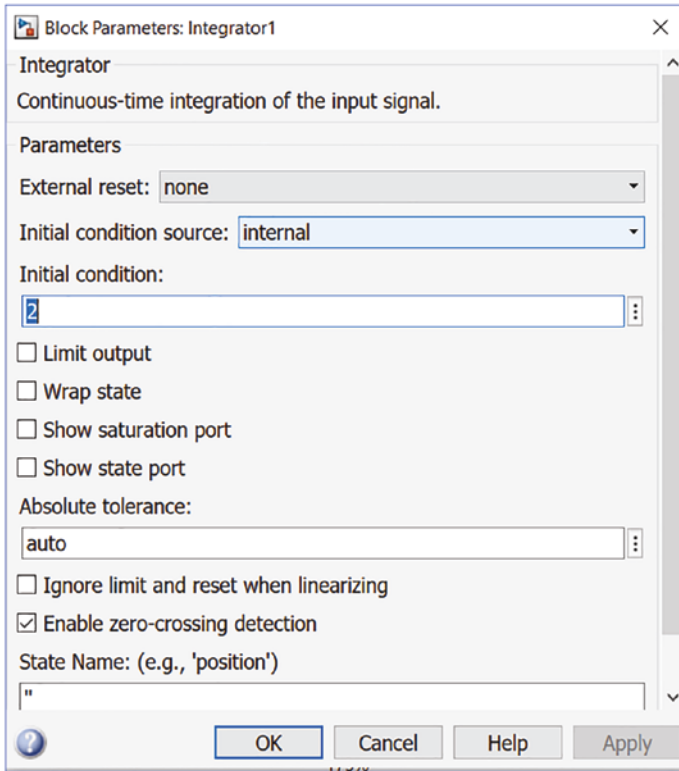 Block Parameters: Integrator1
Integrator
Continuous-time integration of the input signal.
Parameters
External reset: none
Initial condition source: internal
Initial condition:
2
Limit output
Wrap state
Show saturation port
Show state port
Absolute tolerance:
auto
Ignore limit and reset when linearizing
Enable zero-crossing detection
State Name: (e.g., 'position')
''
OK Cancel Help Apply